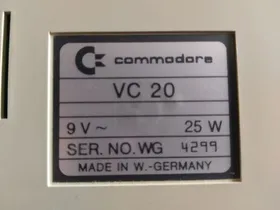 commodore
VC 20
9 V ~ 25 W
SER. NO. WG 4299
MADE IN W.-GERMANY